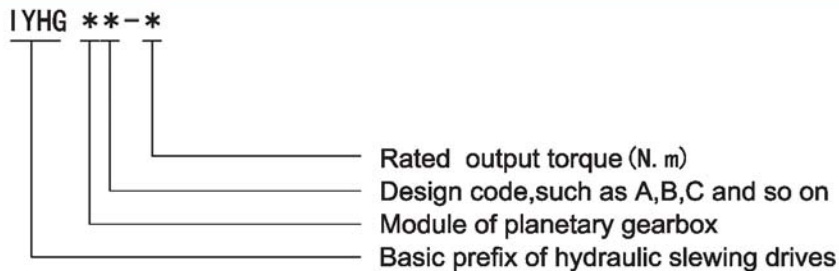 IYHG **-*
Rated output torque(N.m)
Design code,such as A,B,C and so on
Module of planetary gearbox
Basic prefix of hydraulic slewing drives